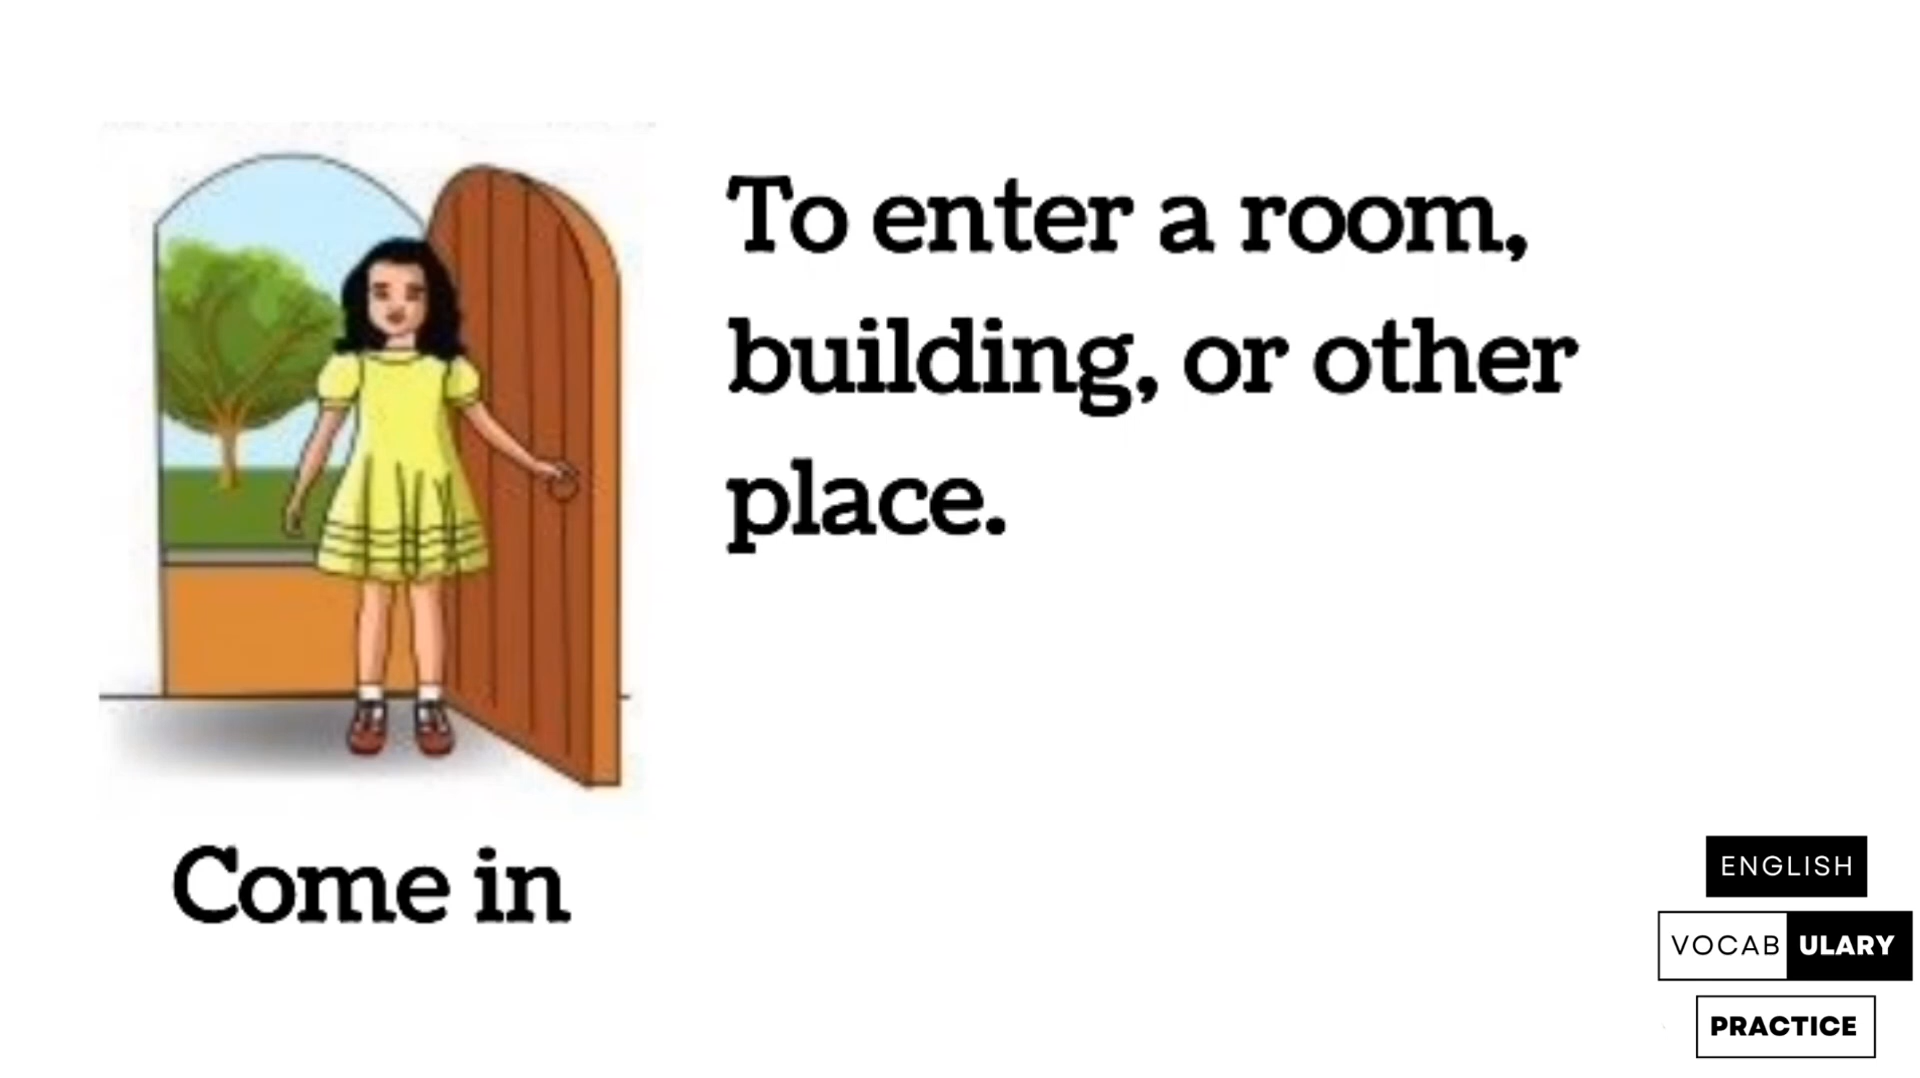 To enter a room,
building, or other
place.
Come in
ENGLISH
VOCABULARY
PRACTICE